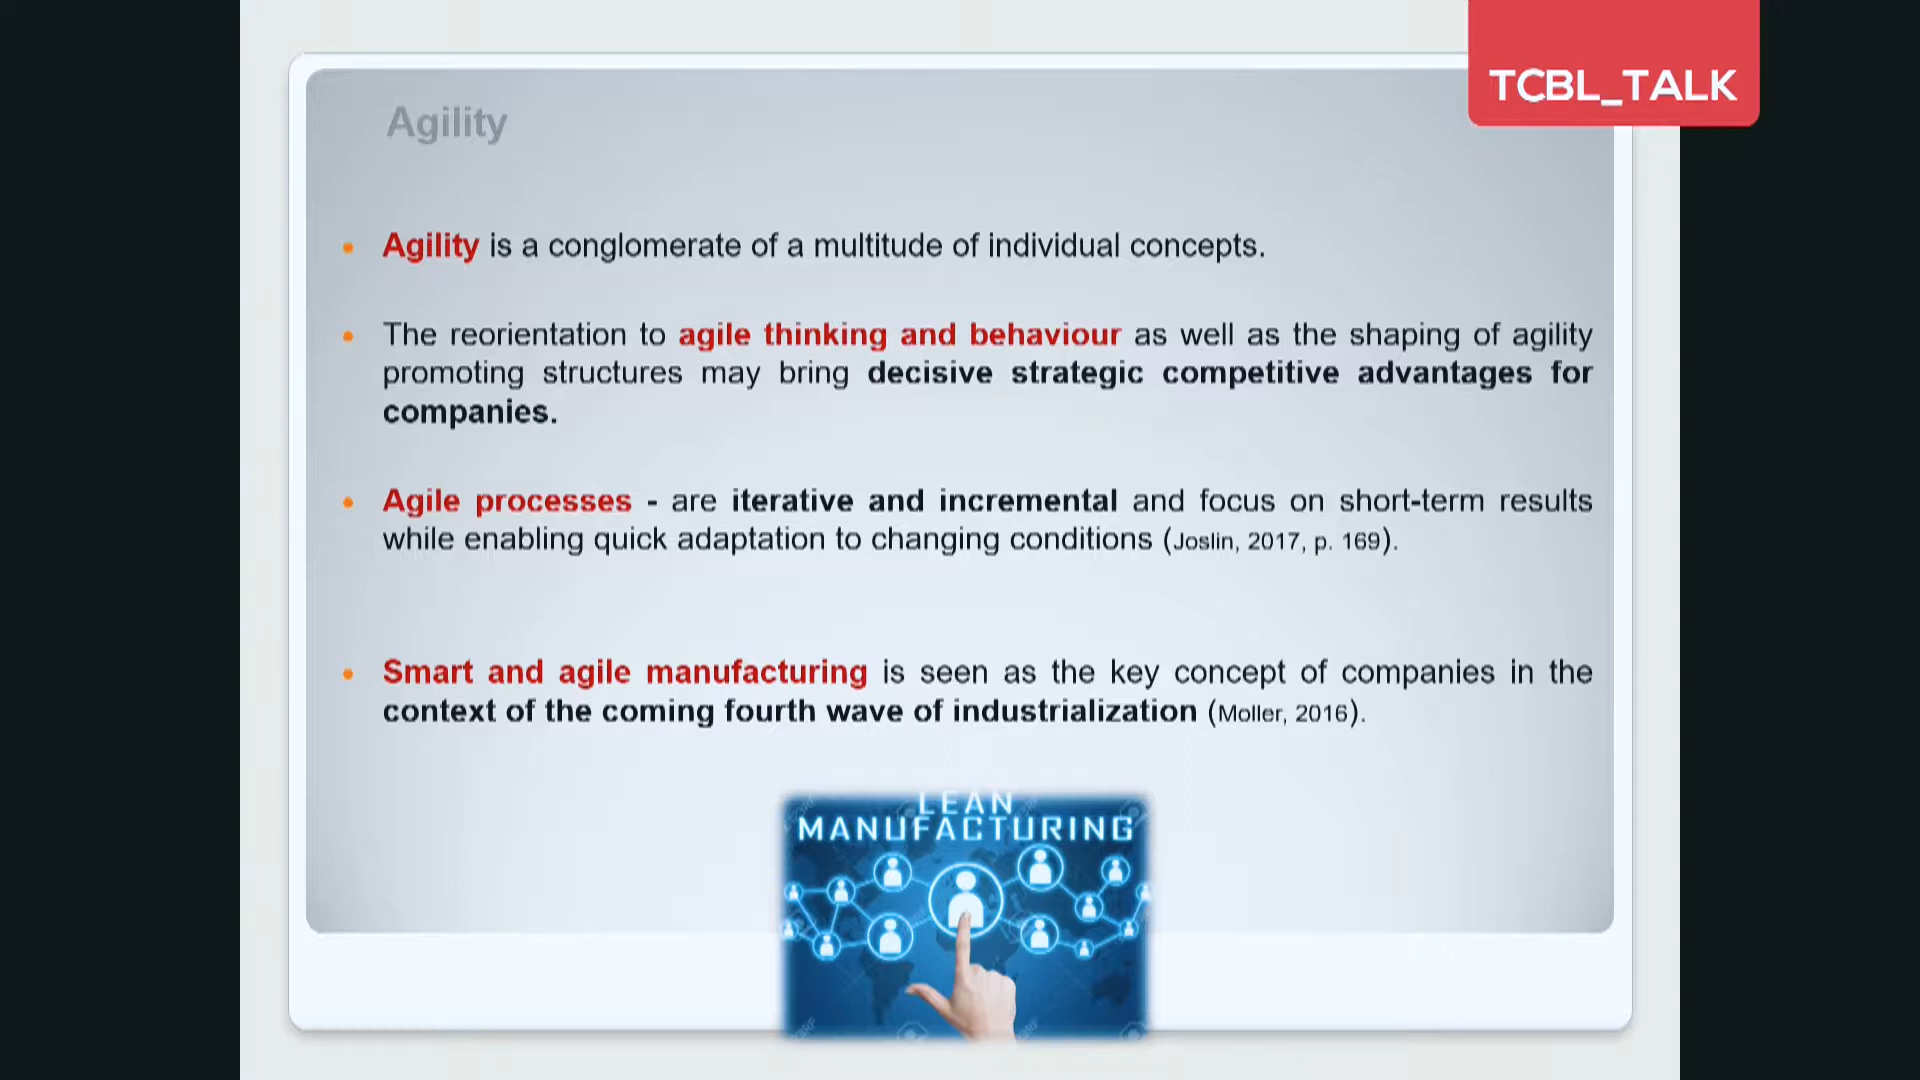 TCBL_TALK
Agility
Agility is a conglomerate of a multitude of individual concepts.
The reorientation to agile thinking and behaviour as well as the shaping of agility
promoting structures may bring decisive strategic competitive advantages for
companies.
Agile processes - are iterative and incremental and focus on short-term results
while enabling quick adaptation to changing conditions (Joslin, 2017, p. 169).
Smart and agile manufacturing is seen as the key concept of companies in the
context of the coming fourth wave of industrialization (Moller, 2016).
LEAN
MANUFACTURING